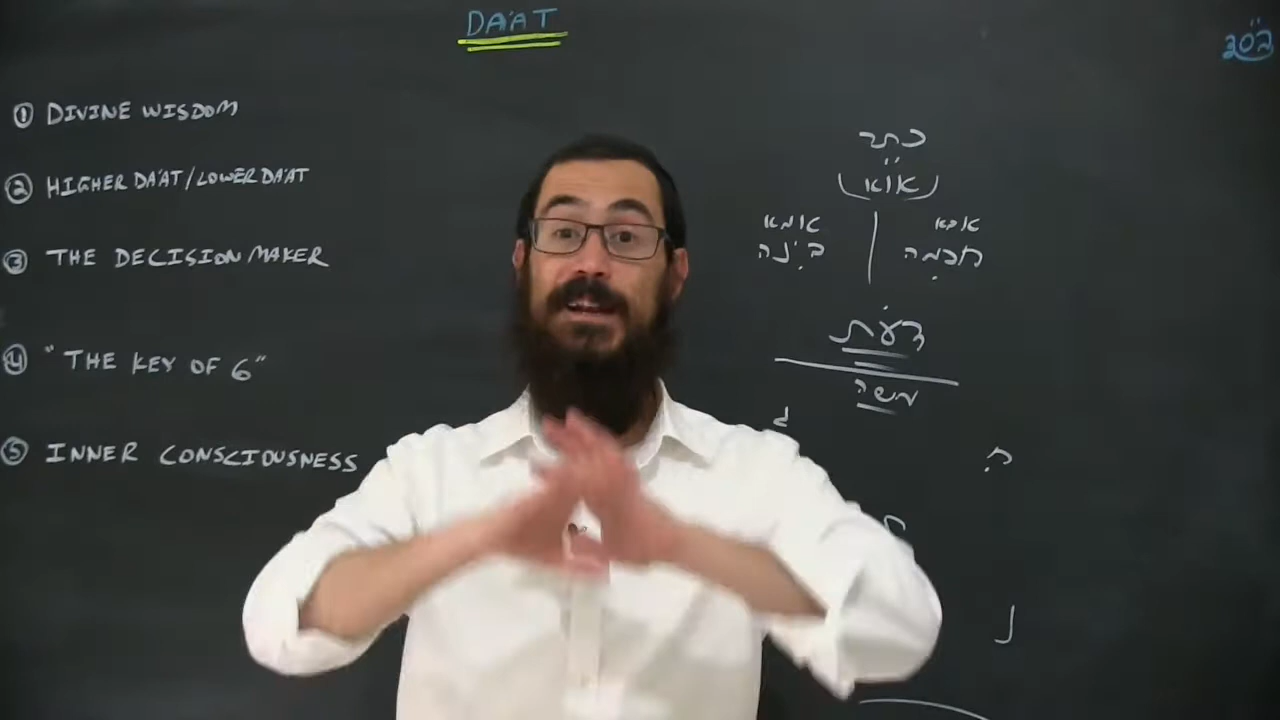 DA'AT
① DIVINE WISDOM
② HIGHER DA'AT/LOWER DA'AT
③ THE DECISION MAKER
④ "THE KEY OF 6"
⑤ INNER CONSCIOUSNESS
כתר
אבא
אמא
חכמה
בינה
דעת
משה
ג
ח
ת